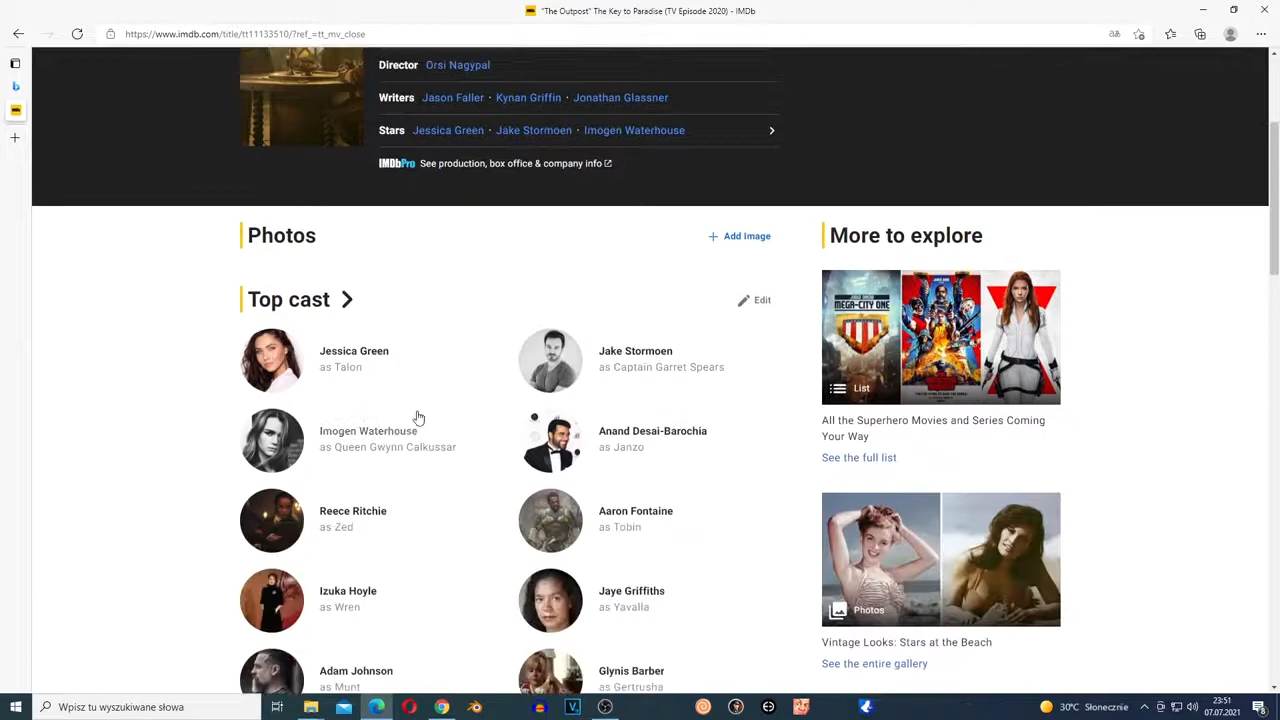 "The Outpost" The Key to Paradise (TV Episode 2020) - IMDb
https://www.imdb.com/title/tt11133510/?ref_=tt_mv_close
Director Orsi Nagypal
Writers Jason Faller · Kynan Griffin · Jonathan Glassner
Stars Jessica Green · Jake Stormoen · Imogen Waterhouse
IMDbPro See production, box office & company info
Photos
+ Add Image
More to explore
Top cast
Edit
JUDGE DREDD
MEGA-CITY ONE
List
All the Superhero Movies and Series Coming
Your Way
See the full list
Jessica Green
as Talon
Jake Stormoen
as Captain Garret Spears
Imogen Waterhouse
as Queen Gwynn Calkussar
Anand Desai-Barochia
as Janzo
Reece Ritchie
as Zed
Aaron Fontaine
as Tobin
Izuka Hoyle
as Wren
Jaye Griffiths
as Yavalla
Adam Johnson
as Munt
Glynis Barber
as Gertrusha
Photos
Vintage Looks: Stars at the Beach
See the entire gallery
Wpisz tu wyszukiwane słowa
30°C Słonecznie
23:51
07.07.2021